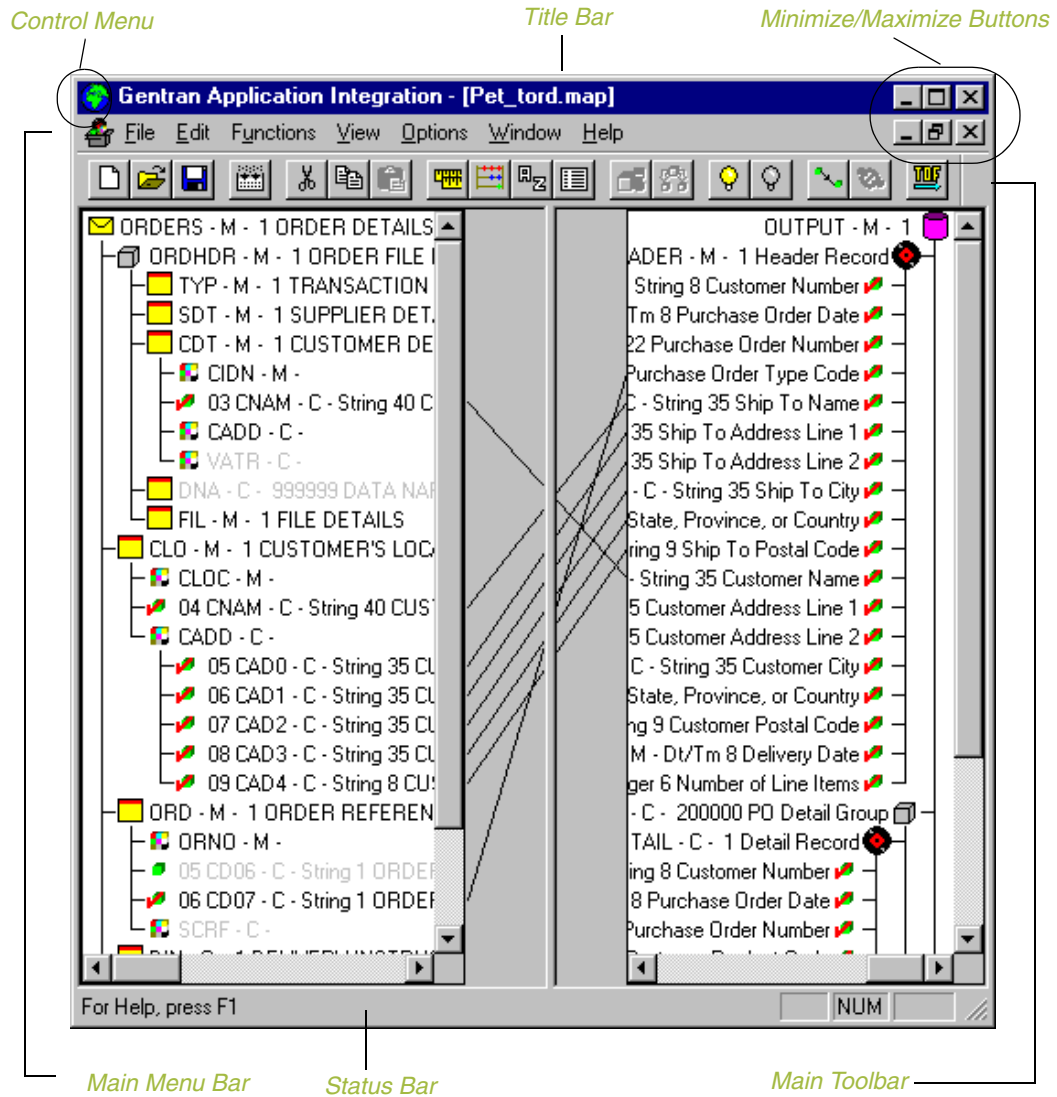 Control Menu
Title Bar
Minimize/Maximize Buttons
Gentran Application Integration - [Pet_tord.map]
File Edit Functions View Options Window Help
TOF
ORDERS - M - 1 ORDER DETAILS
ORDHDR - M - 1 ORDER FILE
TYP - M - 1 TRANSACTION
SDT - M - 1 SUPPLIER DET
CDT - M - 1 CUSTOMER DE
CIDN - M -
03 CNAM - C - String 40 C
CADD - C -
VATR - C -
DNA - C - 999999 DATA NAR
FIL - M - 1 FILE DETAILS
CLO - M - 1 CUSTOMER'S LOC
CLOC - M -
04 CNAM - C - String 40 CUS
CADD - C -
05 CAD0 - C - String 35 CU
06 CAD1 - C - String 35 CU
07 CAD2 - C - String 35 CU
08 CAD3 - C - String 35 CU
09 CAD4 - C - String 8 CUS
ORD - M - 1 ORDER REFEREN
ORNO - M -
05 CD06 - C - String 1 ORDER
06 CD07 - C - String 1 ORDER
SCRF - C -
OUTPUT - M - 1
ADER - M - 1 Header Record
String 8 Customer Number
Tm 8 Purchase Order Date
22 Purchase Order Number
Purchase Order Type Code
C - String 35 Ship To Name
35 Ship To Address Line 1
35 Ship To Address Line 2
- C - String 35 Ship To City
State, Province, or Country
ring 9 Ship To Postal Code
- String 35 Customer Name
5 Customer Address Line 1
5 Customer Address Line 2
C - String 35 Customer City
State, Province, or Country
ng 9 Customer Postal Code
M - Dt/Tm 8 Delivery Date
ger 6 Number of Line Items
- C - 200000 PO Detail Group
TAIL - C - 1 Detail Record
ing 8 Customer Number
8 Purchase Order Date
Purchase Order Number
For Help, press F1
NUM
Main Menu Bar
Status Bar
Main Toolbar